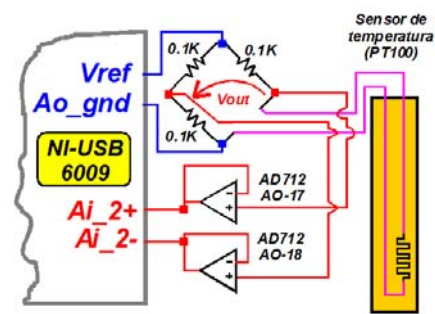 Sensor de
temperatura
(PT100)
0.1K
0.1K
Vref
Vout
Ao_gnd
0.1K
NI-USB
6009
AD712
AO-17
Ai_2+
Ai_2-
AD712
AO-18